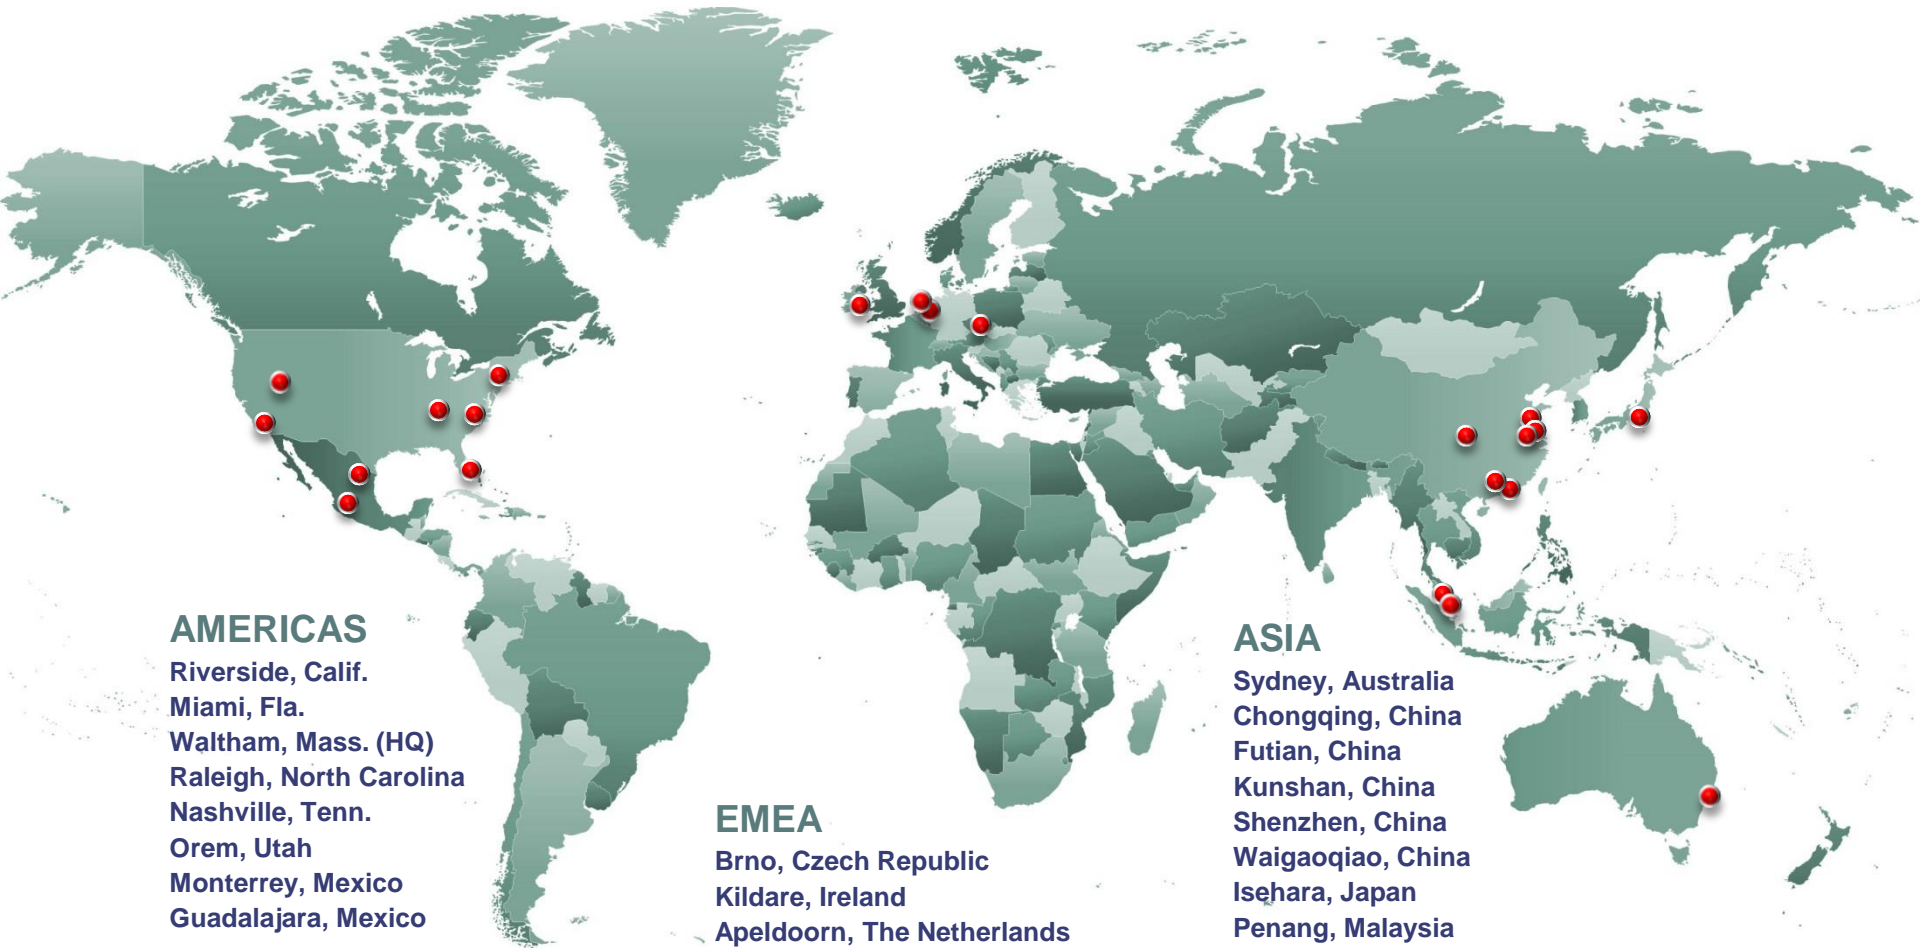 AMERICAS
Riverside, Calif.
Miami, Fla.
Waltham, Mass. (HQ)
Raleigh, North Carolina
Nashville, Tenn.
Orem, Utah
Monterrey, Mexico
Guadalajara, Mexico
EMEA
Brno, Czech Republic
Kildare, Ireland
Apeldoorn, The Netherlands
ASIA
Sydney, Australia
Chongqing, China
Futian, China
Kunshan, China
Shenzhen, China
Waigaoqiao, China
Isehara, Japan
Penang, Malaysia